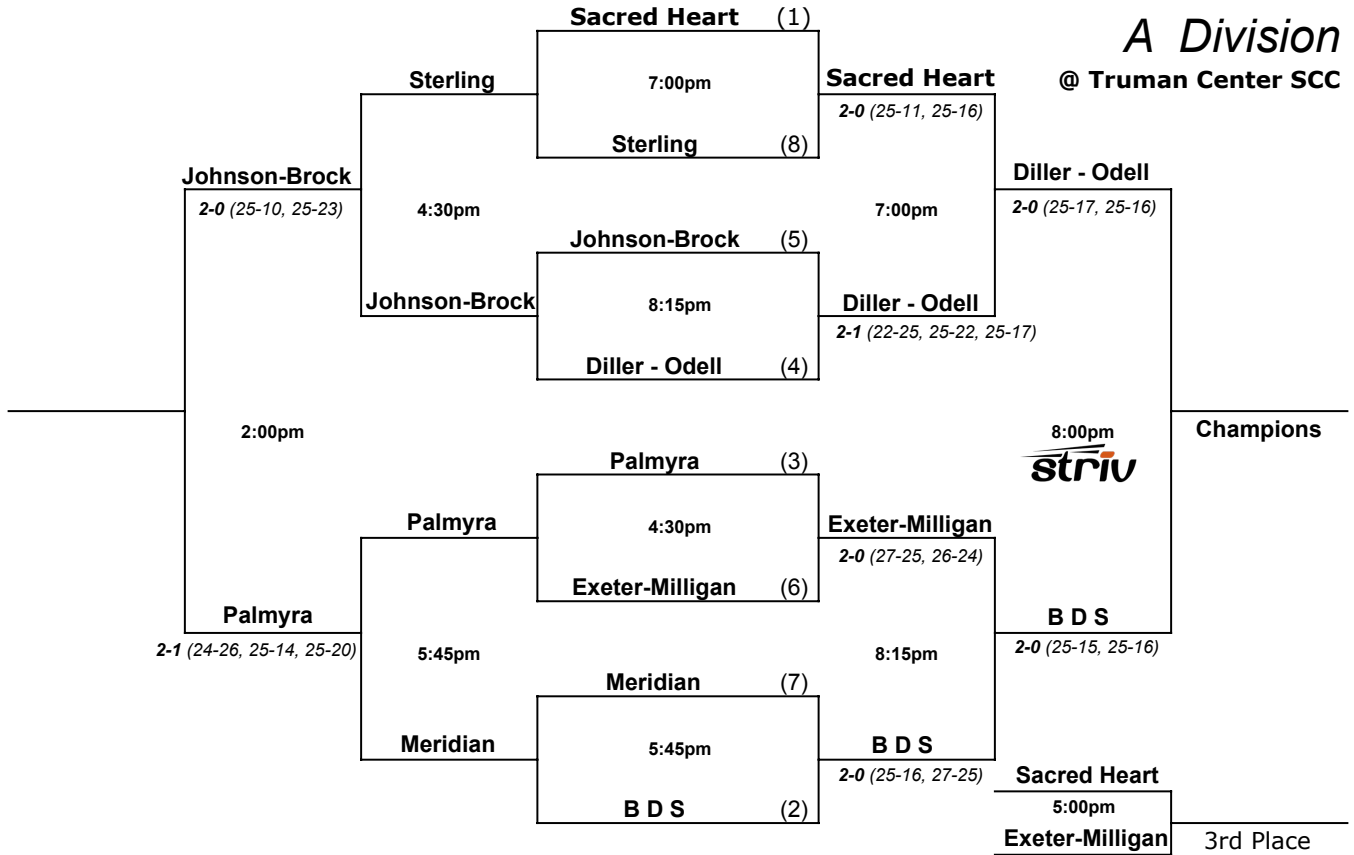 Sacred Heart (1)
A Division
@ Truman Center SCC
Sterling
7:00pm
Sacred Heart
2-0 (25-11, 25-16)
Sterling (8)
Johnson-Brock
2-0 (25-10, 25-23)
4:30pm
7:00pm
Diller - Odell
2-0 (25-17, 25-16)
Johnson-Brock (5)
Johnson-Brock
8:15pm
Diller - Odell
2-1 (22-25, 25-22, 25-17)
Diller - Odell (4)
2:00pm
8:00pm
striv
Champions
Palmyra (3)
Palmyra
4:30pm
Exeter-Milligan
2-0 (27-25, 26-24)
Exeter-Milligan (6)
Palmyra
2-1 (24-26, 25-14, 25-20)
5:45pm
8:15pm
B D S
2-0 (25-15, 25-16)
Meridian (7)
Meridian
5:45pm
B D S
2-0 (25-16, 27-25)
B D S (2)
Sacred Heart
5:00pm
Exeter-Milligan
3rd Place